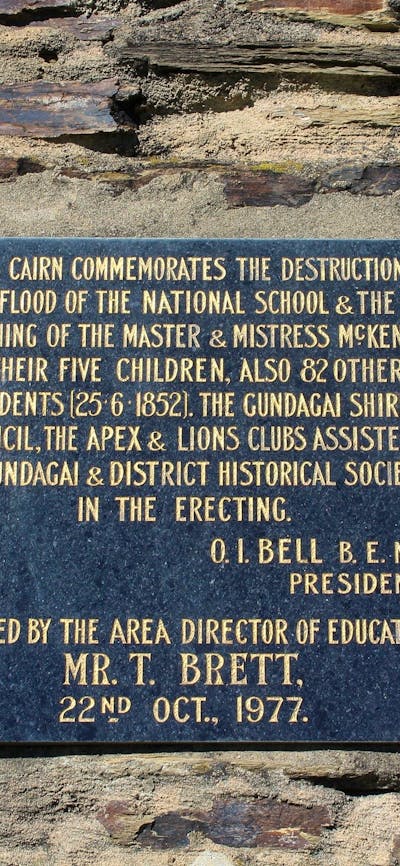 CAIRN COMMEMORATES THE DESTRUCTION
FLOOD OF THE NATIONAL SCHOOL & THE
NING OF THE MASTER & MISTRESS McKEN
HEIR FIVE CHILDREN, ALSO 82 OTHER
DENTS (25·6·1852). THE GUNDAGAI SHIR
CIL, THE APEX & LIONS CLUBS ASSISTE
UNDAGAI & DISTRICT HISTORICAL SOCIE
IN THE ERECTING.
O. I. BELL B. E. M
PRESIDEN
ED BY THE AREA DIRECTOR OF EDUCAT
MR. T. BRETT,
22ND OCT., 1977.